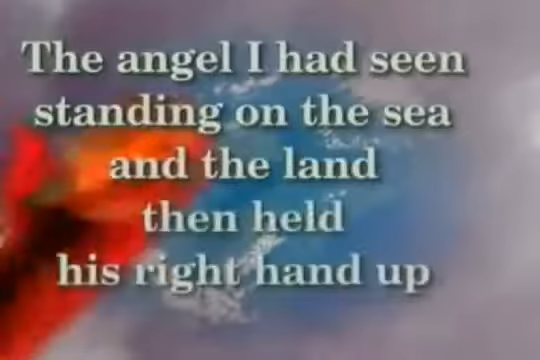 The angel I had seen
standing on the sea
and the land
then held
his right hand up